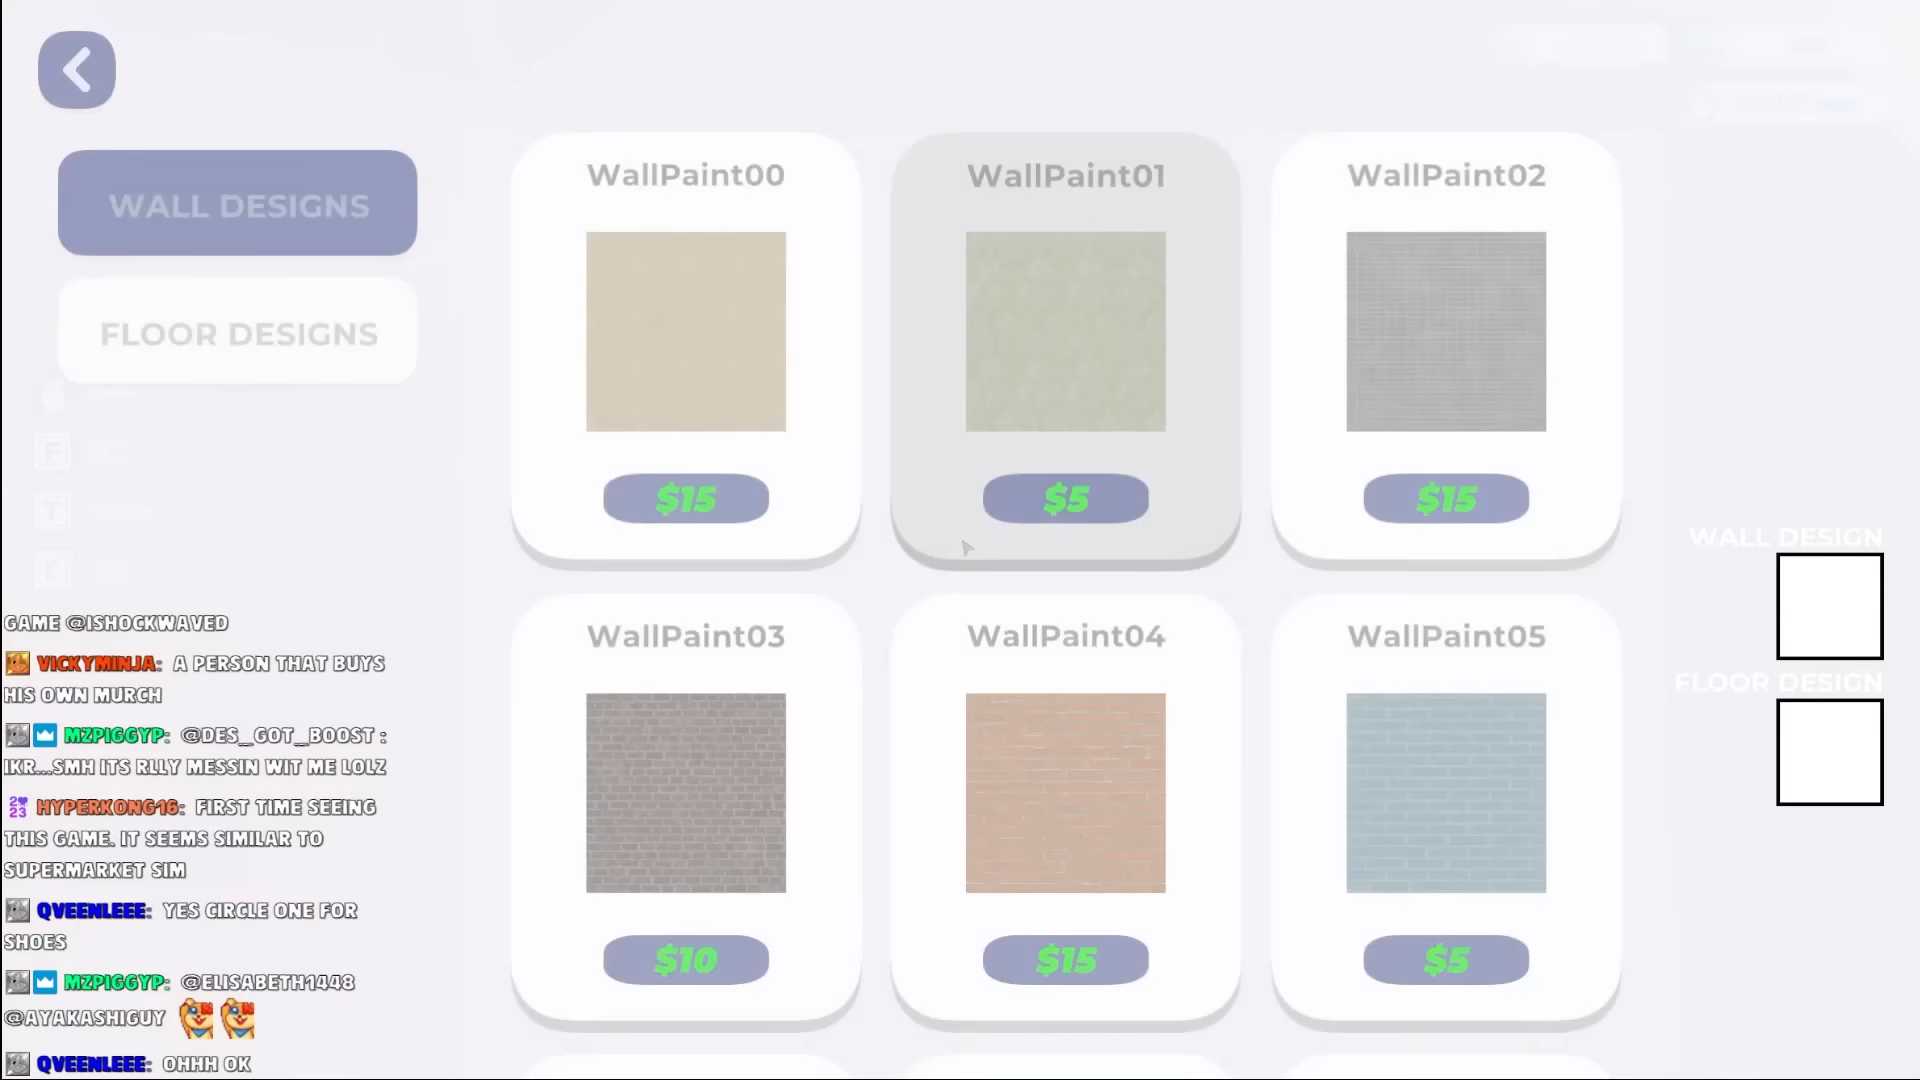 WALL DESIGNS
FLOOR DESIGNS
F
T
E
WallPaint00
WallPaint01
WallPaint02
$15
$5
$15
WallPaint03
WallPaint04
WallPaint05
$10
$15
$5
WALL DESIGN
FLOOR DESIGN
GAME @ISHOCKWAVED
VICKYMINJA: A PERSON THAT BUYS
HIS OWN MURCH
MZPIGGYP: @DES_GOT_BOOST :
IKR...SMH ITS RLLY MESSIN WIT ME LOLZ
HYPERKONG16: FIRST TIME SEEING
THIS GAME. IT SEEMS SIMILAR TO
SUPERMARKET SIM
QVEENLEEE: YES CIRCLE ONE FOR
SHOES
MZPIGGYP: @ELISABETH1448
@AYAKASHIGUY
QVEENLEEE: OHHH OK